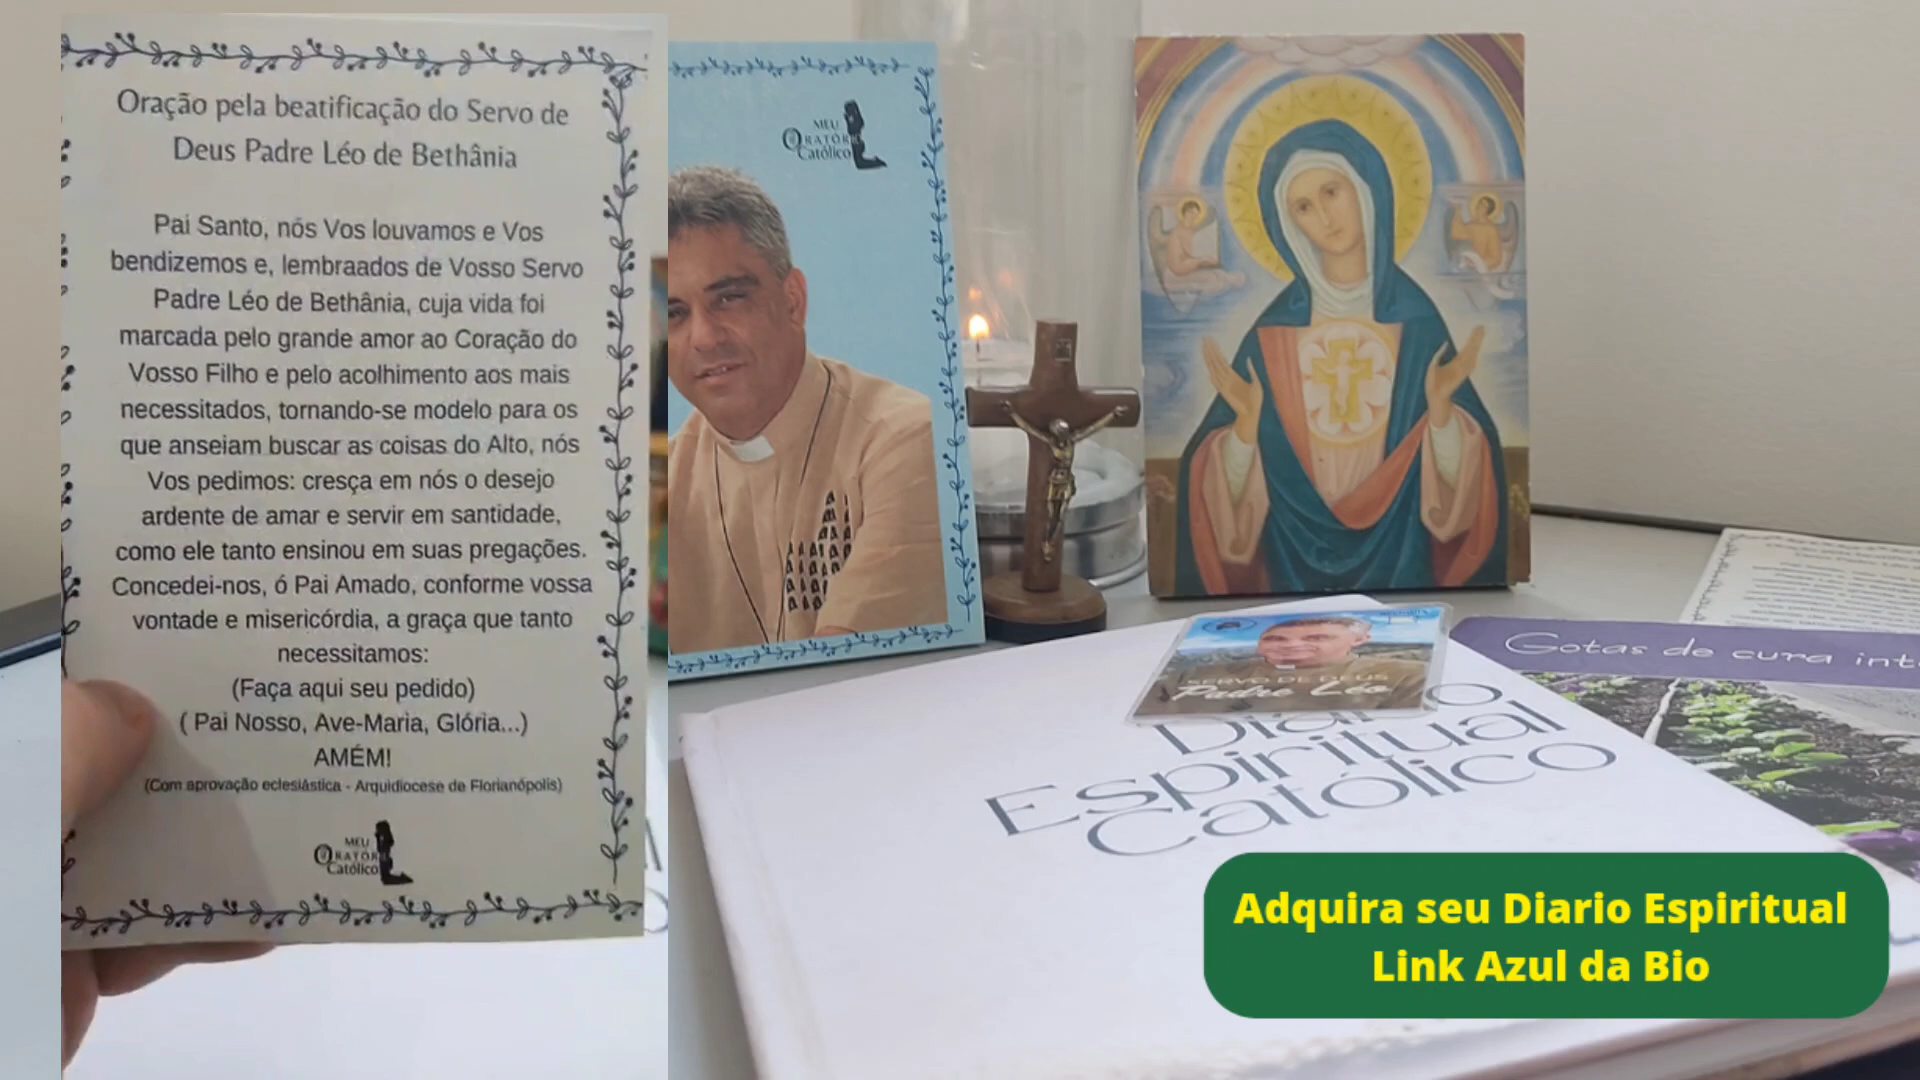 Oração pela beatificação do Servo de
Deus Padre Léo de Bethânia
Pai Santo, nós Vos louvamos e Vos
bendizemos e, lembraados de Vosso Servo
Padre Léo de Bethânia, cuja vida foi
marcada pelo grande amor ao Coração do
Vosso Filho e pelo acolhimento aos mais
necessitados, tornando-se modelo para os
que anseiam buscar as coisas do Alto, nós
Vos pedimos: cresça em nós o desejo
ardente de amar e servir em santidade,
como ele tanto ensinou em suas pregações.
Concedei-nos, ó Pai Amado, conforme vossa
vontade e misericórdia, a graça que tanto
necessitamos:
(Faça aqui seu pedido)
( Pai Nosso, Ave-Maria, Glória...)
AMÉM!
(Com aprovação eclesiástica - Arquidiocese de Florianópolis)
MEU
ORATÓR
Católico
MEU
ORATÓR
Católico
SERVO DE DEUS
Padre Léo
Gotas de cura int
Diário
Espiritual
Católico
Adquira seu Diario Espiritual
Link Azul da Bio